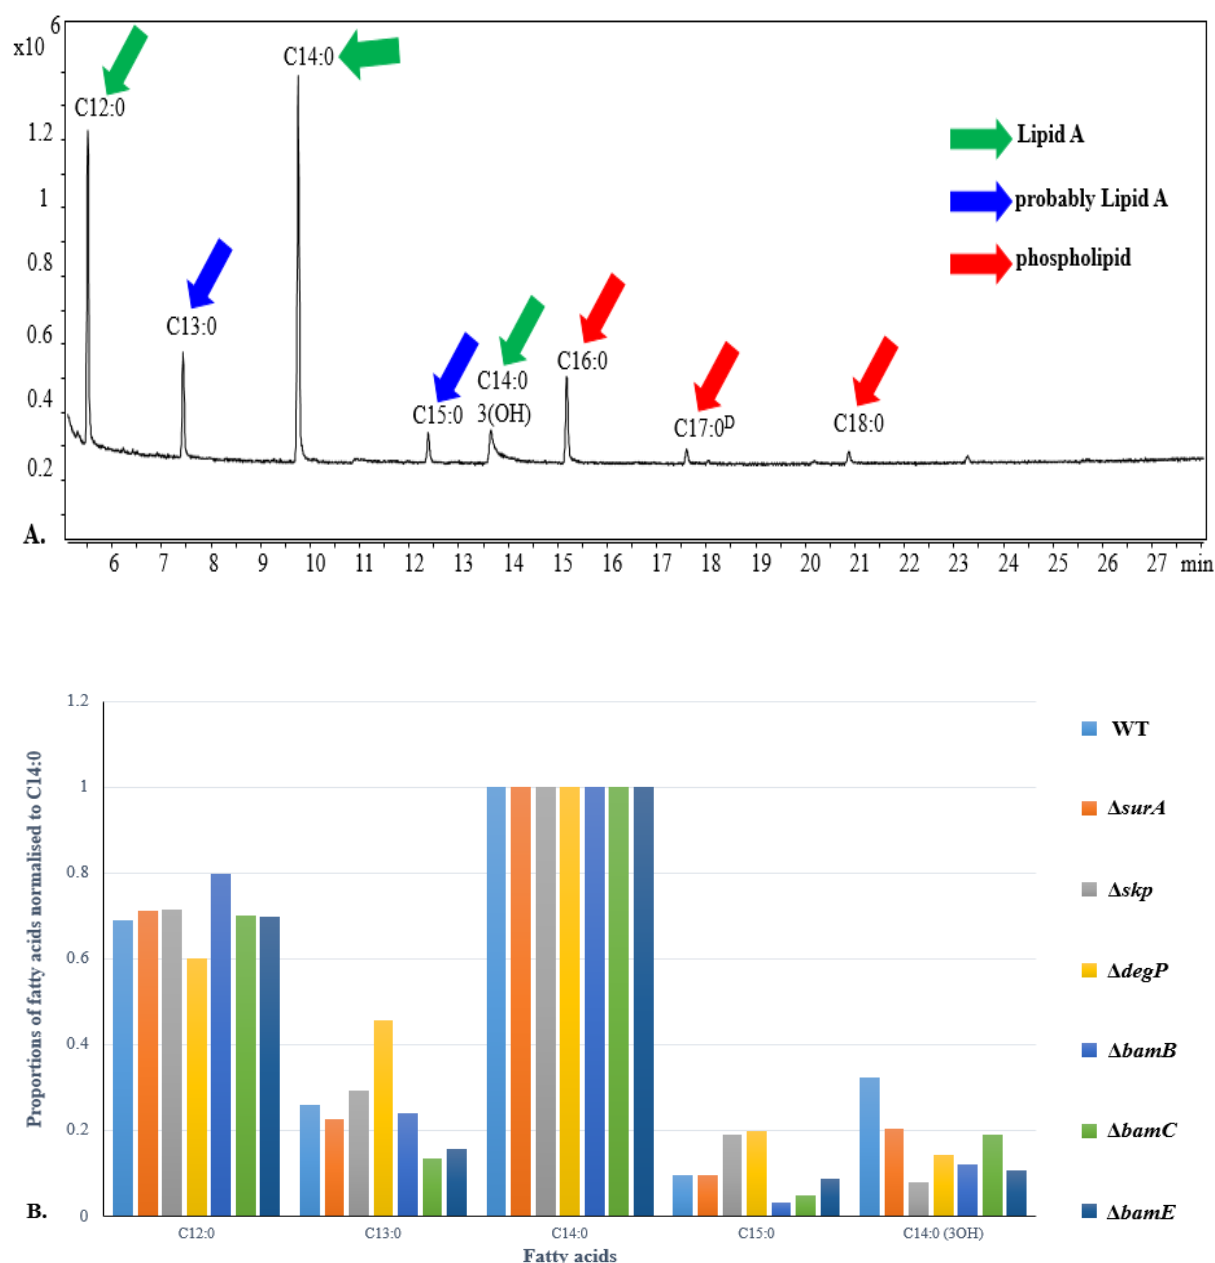 6
x10
C14:0
C12:0
1.2
Lipid A
1
probably Lipid A
0.8
phospholipid
C13:0
0.6
C16:0
C14:0
0.4
C15:0
3(OH)
C17:0ᴰ
C18:0
0.2
A.
6 7 8 9 10 11 12 13 14 15 16 17 18 19 20 21 22 23 24 25 26 27 min
1.2
WT
Proportions of fatty acids normalised to C14:0
1
ΔsurA
0.8
Δskp
0.6
ΔdegP
0.4
ΔbamB
0.2
ΔbamC
B.
0
ΔbamE
C12:0 C13:0 C14:0 C15:0 C14:0 (3OH)
Fatty acids